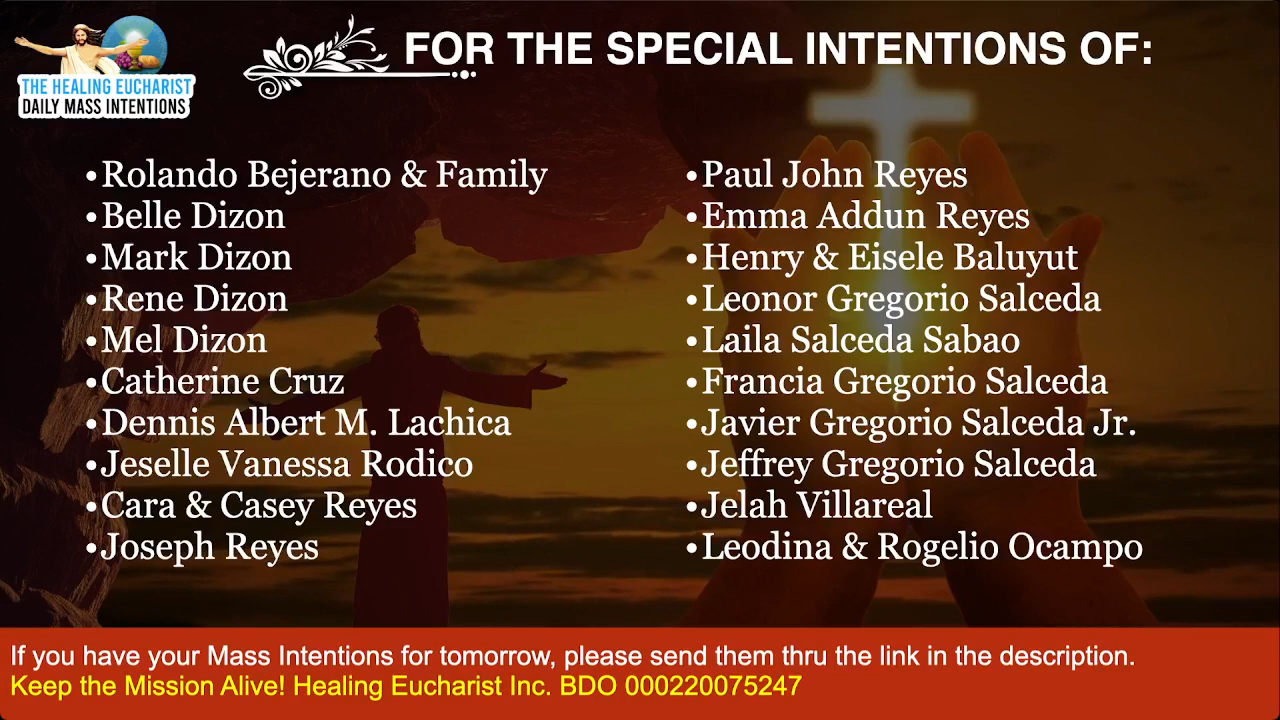 THE HEALING EUCHARIST
DAILY MASS INTENTIONS
FOR THE SPECIAL INTENTIONS OF:
•Rolando Bejerano & Family
•Belle Dizon
•Mark Dizon
•Rene Dizon
•Mel Dizon
•Catherine Cruz
•Dennis Albert M. Lachica
•Jeselle Vanessa Rodico
•Cara & Casey Reyes
•Joseph Reyes
•Paul John Reyes
•Emma Addun Reyes
•Henry & Eisele Baluyut
•Leonor Gregorio Salceda
•Laila Salceda Sabao
•Francia Gregorio Salceda
•Javier Gregorio Salceda Jr.
•Jeffrey Gregorio Salceda
•Jelah Villareal
•Leodina & Rogelio Ocampo
If you have your Mass Intentions for tomorrow, please send them thru the link in the description.
Keep the Mission Alive! Healing Eucharist Inc. BDO 000220075247